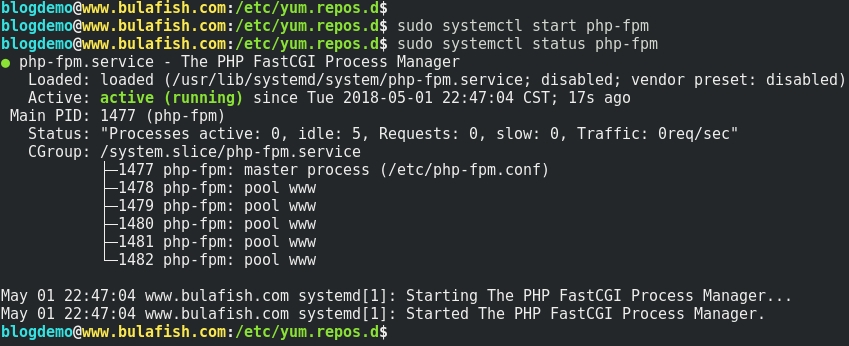 blogdemo@www.bulafish.com:/etc/yum.repos.d$
blogdemo@www.bulafish.com:/etc/yum.repos.d$ sudo systemctl start php-fpm
blogdemo@www.bulafish.com:/etc/yum.repos.d$ sudo systemctl status php-fpm
● php-fpm.service - The PHP FastCGI Process Manager
   Loaded: loaded (/usr/lib/systemd/system/php-fpm.service; disabled; vendor preset: disabled)
   Active: active (running) since Tue 2018-05-01 22:47:04 CST; 17s ago
 Main PID: 1477 (php-fpm)
   Status: "Processes active: 0, idle: 5, Requests: 0, slow: 0, Traffic: 0req/sec"
   CGroup: /system.slice/php-fpm.service
           ├─1477 php-fpm: master process (/etc/php-fpm.conf)
           ├─1478 php-fpm: pool www
           ├─1479 php-fpm: pool www
           ├─1480 php-fpm: pool www
           ├─1481 php-fpm: pool www
           └─1482 php-fpm: pool www
May 01 22:47:04 www.bulafish.com systemd[1]: Starting The PHP FastCGI Process Manager...
May 01 22:47:04 www.bulafish.com systemd[1]: Started The PHP FastCGI Process Manager.
blogdemo@www.bulafish.com:/etc/yum.repos.d$